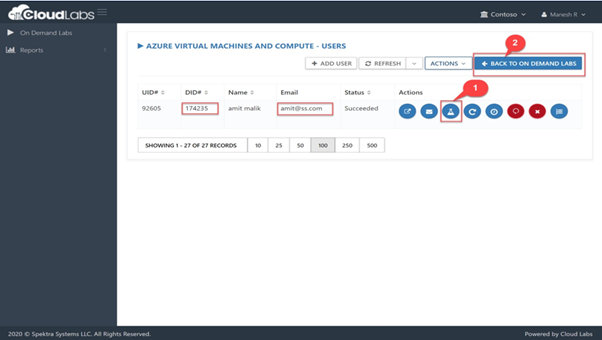 CloudLabs
Contoso
Manesh R
On Demand Labs
Reports
AZURE VIRTUAL MACHINES AND COMPUTE - USERS
2
+ ADD USER
REFRESH
ACTIONS
BACK TO ON DEMAND LABS
1
UID# DID# Name Email Status Actions
92605 174235 amit malik amit@ss.com Succeeded
SHOWING 1 - 27 OF 27 RECORDS 10 25 50 100 250 500
2020 © Spektra Systems LLC. All Rights Reserved. Powered by Cloud Labs